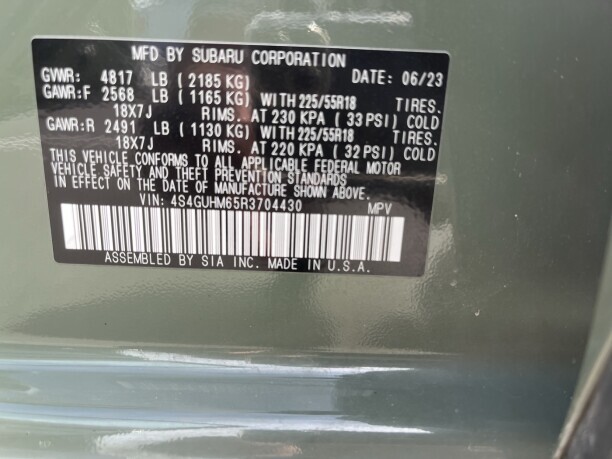 MFD BY SUBARU CORPORATION
GVWR: 4817 LB (2185 KG) DATE: 06/23
GAWR:F 2568 LB (1165 KG) WITH 225/55R18 TIRES.
18X7J RIMS. AT 230 KPA (33 PSI) COLD
GAWR:R 2491 LB (1130 KG) WITH 225/55R18 TIRES.
18X7J RIMS. AT 220 KPA (32 PSI) COLD
THIS VEHICLE CONFORMS TO ALL APPLICABLE FEDERAL MOTOR
VEHICLE SAFETY AND THEFT PREVENTION STANDARDS
IN EFFECT ON THE DATE OF MANUFACTURE SHOWN ABOVE.
VIN: 4S4GUHM65R3704430 MPV
ASSEMBLED BY SIA INC. MADE IN U.S.A.